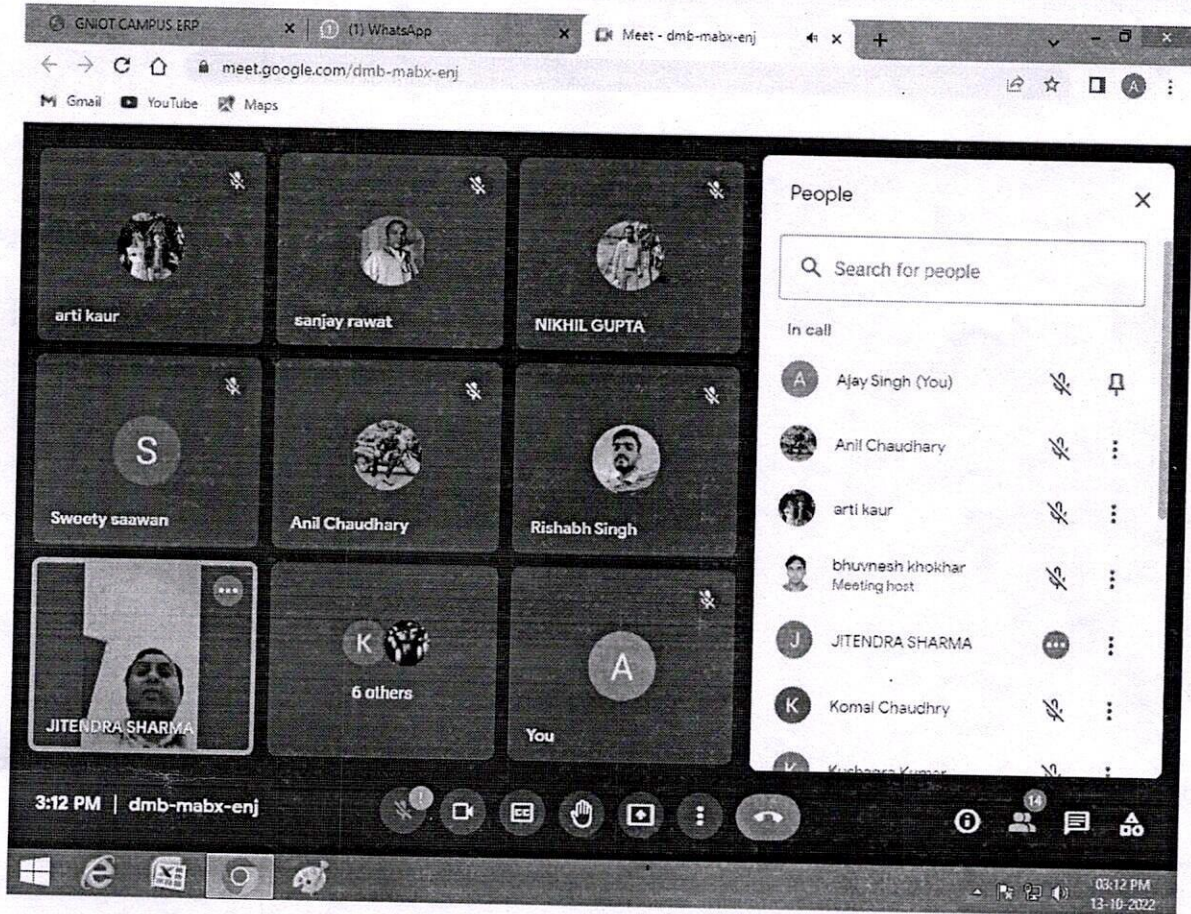 GNIOT CAMPUS ERP
(1) WhatsApp
Meet - dmb-mabx-enj
meet.google.com/dmb-mabx-enj
A
Gmail
YouTube
Maps
arti kaur
sanjay rawat
NIKHIL GUPTA
S
Sweety saawan
Anil Chaudhary
Rishabh Singh
JITENDRA SHARMA
K
6 others
A
You
People
Search for people
In call
A
Ajay Singh (You)
Anil Chaudhary
arti kaur
bhuvnesh khokhar
Meeting host
J
JITENDRA SHARMA
K
Komal Chaudhry
K
Kushagra Kumar
3:12 PM | dmb-mabx-enj
CC
14
03:12 PM
13-10-2022